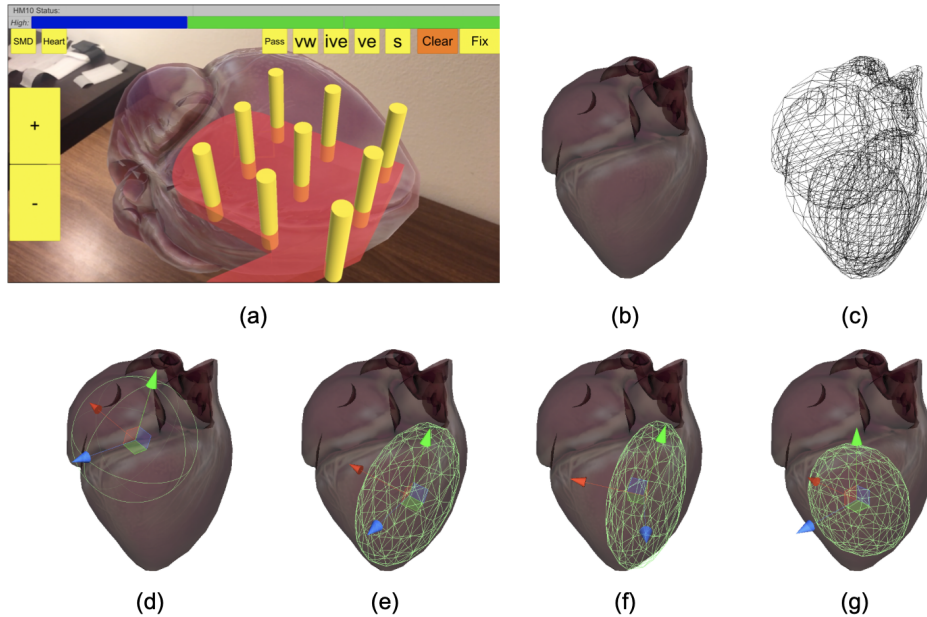 HM10 Status:
High:
SMD Heart Pass vw ive ve s Clear Fix
+
-
(a) (b) (c)
(d) (e) (f) (g)